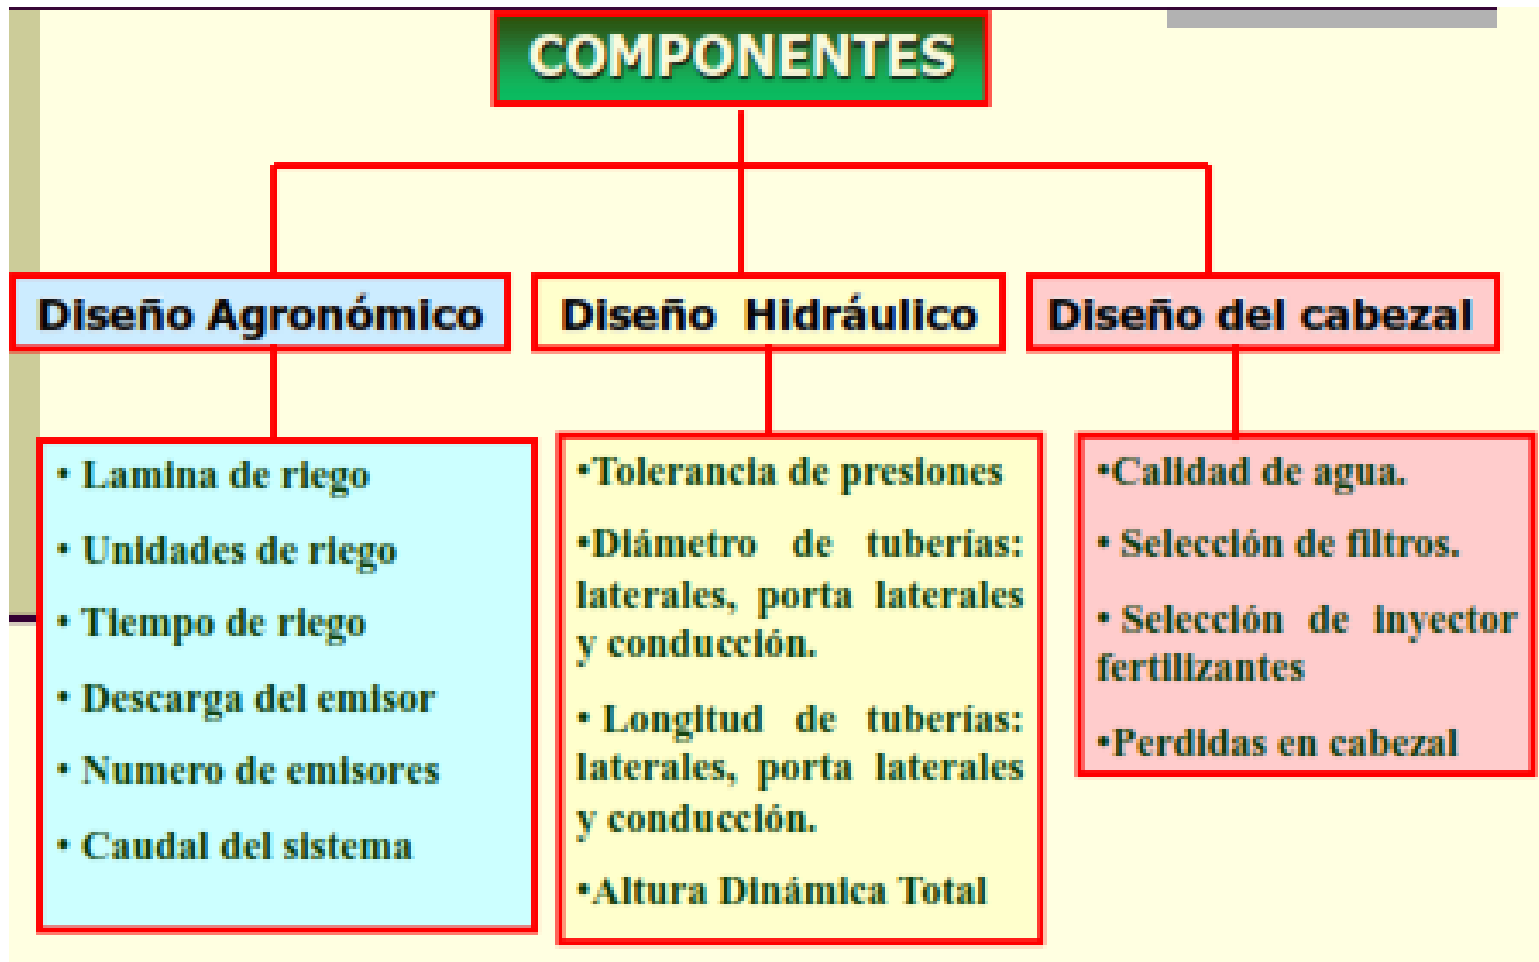 COMPONENTES
Diseño Agronómico
• Lamina de riego
• Unidades de riego
• Tiempo de riego
• Descarga del emisor
• Numero de emisores
• Caudal del sistema
Diseño Hidráulico
•Tolerancia de presiones
•Diámetro de tuberías:
laterales, porta laterales
y conducción.
• Longitud de tuberías:
laterales, porta laterales
y conducción.
•Altura Dinámica Total
Diseño del cabezal
•Calidad de agua.
• Selección de filtros.
• Selección de inyector
fertilizantes
•Perdidas en cabezal